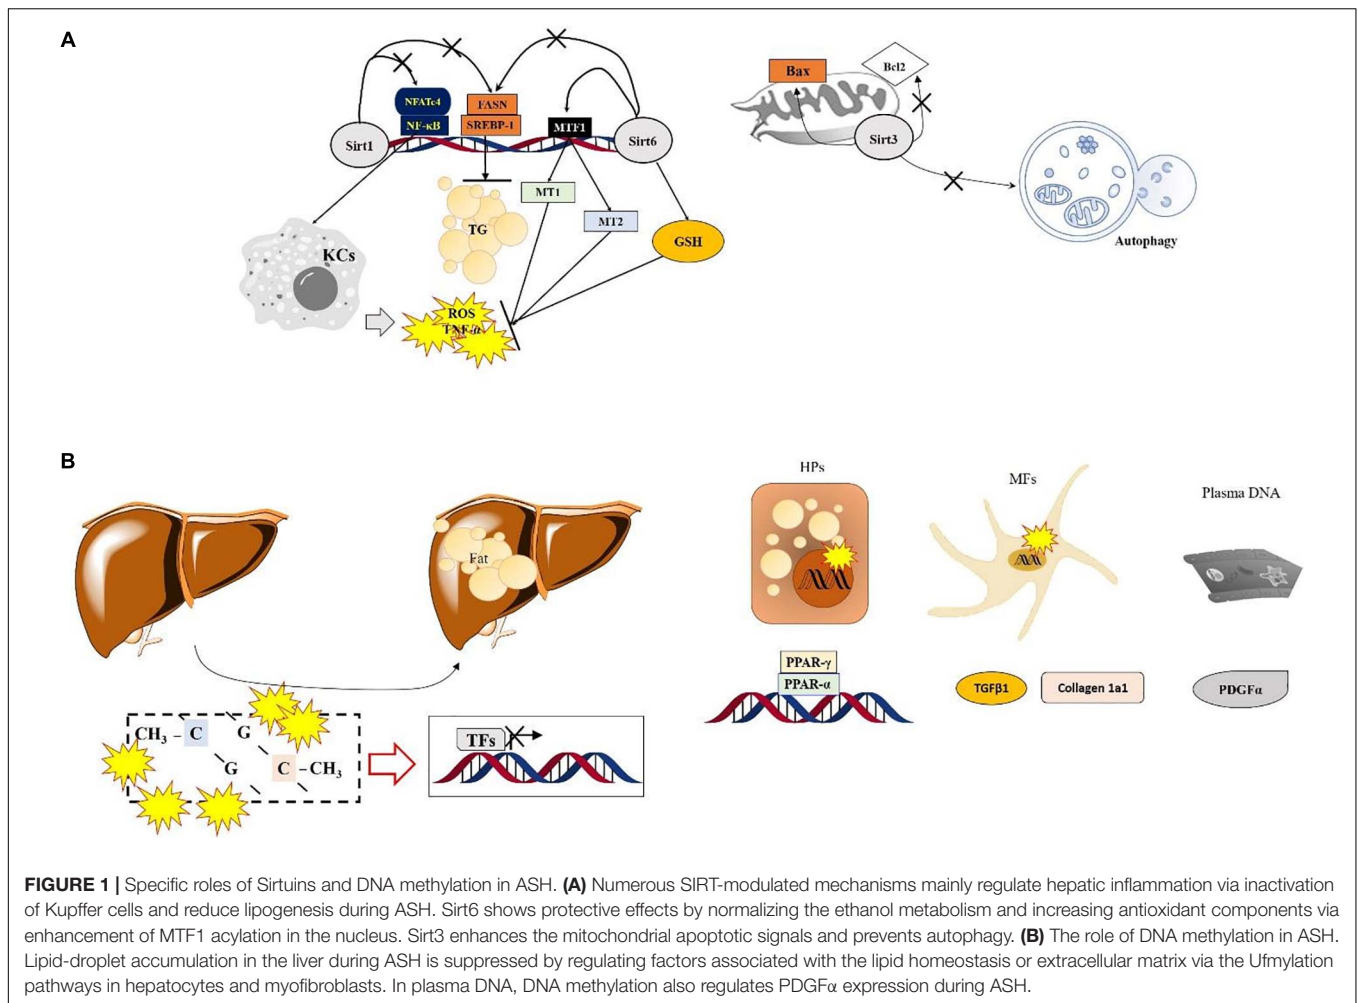 A
NFATc4
NF-κB
FASN
SREBP-1
MTF1
Sirt1
Sirt6
MT1
MT2
TG
GSH
KCs
ROS
TNF-α
Bax
Bcl2
Sirt3
Autophagy
B
Fat
HPs
MFs
Plasma DNA
PPAR-γ
PPAR-α
TGFβ1
Collagen 1a1
PDGFα
CH3 – C G
G C – CH3
TFs
FIGURE 1 | Specific roles of Sirtuins and DNA methylation in ASH. (A) Numerous SIRT-modulated mechanisms mainly regulate hepatic inflammation via inactivation
of Kupffer cells and reduce lipogenesis during ASH. Sirt6 shows protective effects by normalizing the ethanol metabolism and increasing antioxidant components via
enhancement of MTF1 acylation in the nucleus. Sirt3 enhances the mitochondrial apoptotic signals and prevents autophagy. (B) The role of DNA methylation in ASH.
Lipid-droplet accumulation in the liver during ASH is suppressed by regulating factors associated with the lipid homeostasis or extracellular matrix via the Ufmylation
pathways in hepatocytes and myofibroblasts. In plasma DNA, DNA methylation also regulates PDGFα expression during ASH.